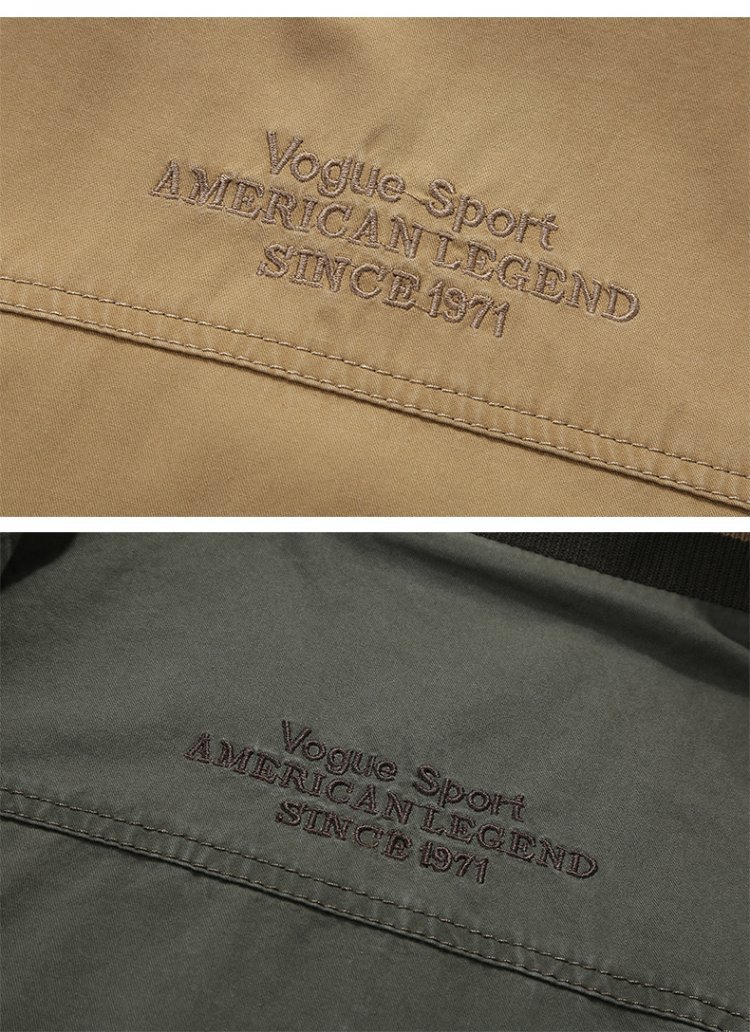 Vogue Sport
AMERICAN LEGEND
SINCE 1971
Vogue Sport
AMERICAN LEGEND
SINCE 1971